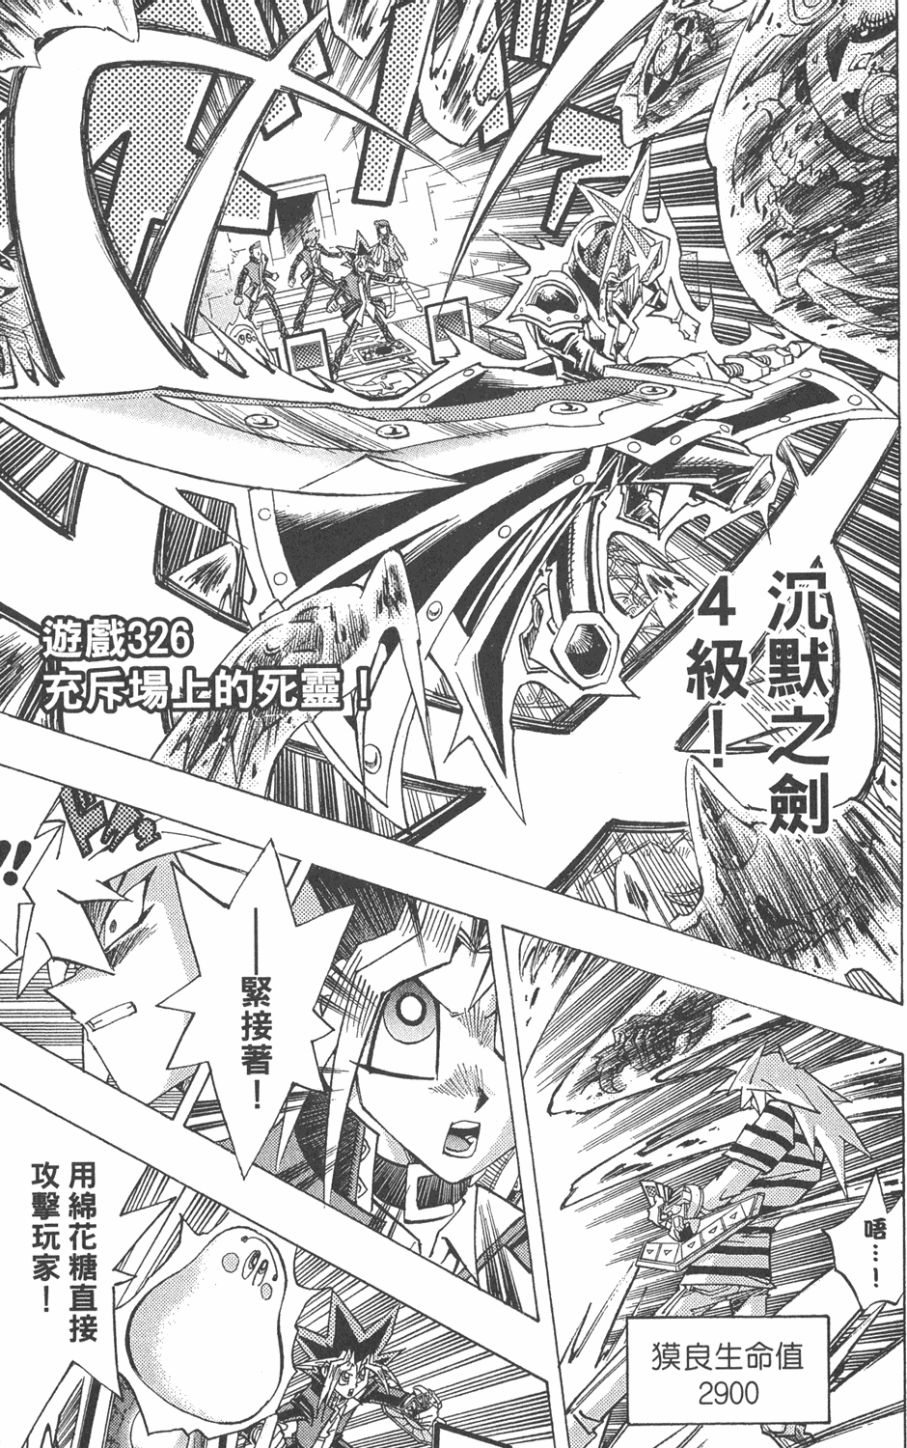 沉默之劍
4級！
遊戲326
充斥場上的死靈！
唔…！
獏良生命值
2900
──緊接著！
!!
用綿花糖直接
攻擊玩家！